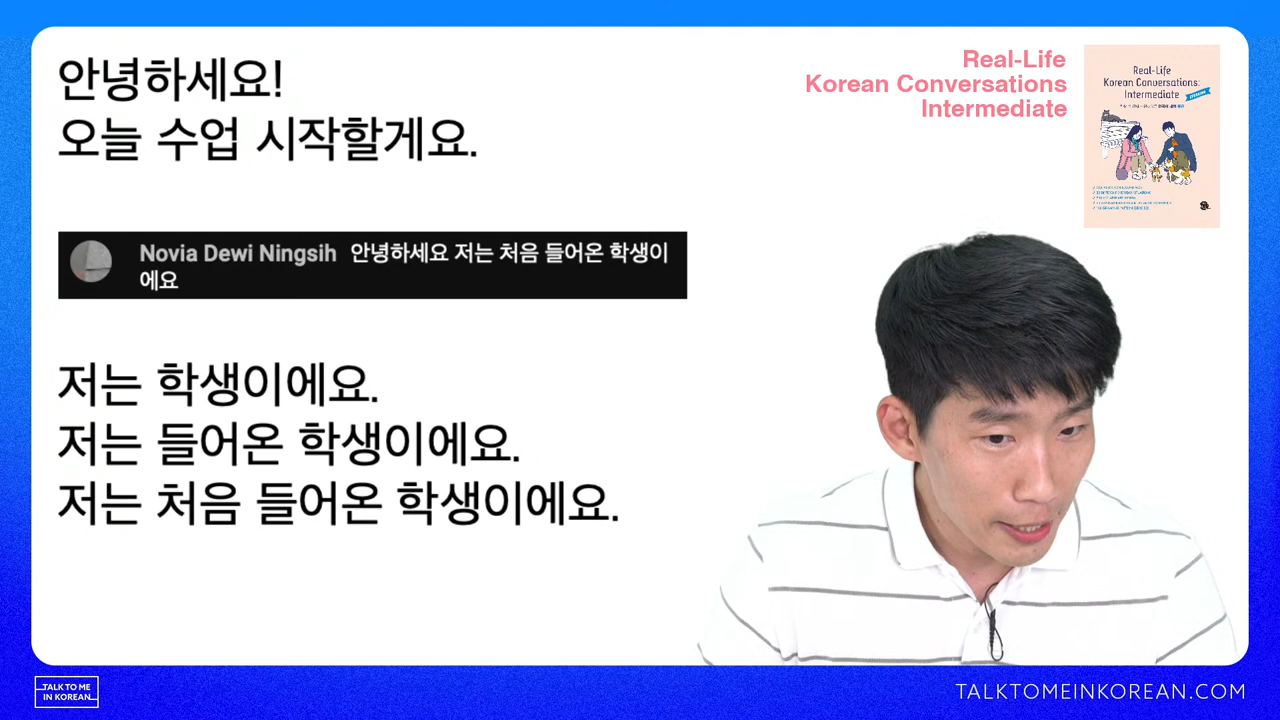 안녕하세요!
오늘 수업 시작할게요.
Real-Life
Korean Conversations
Intermediate
Real-Life
Korean Conversations:
Intermediate
Novia Dewi Ningsih 안녕하세요 저는 처음 들어온 학생이
에요
저는 학생이에요.
저는 들어온 학생이에요.
저는 처음 들어온 학생이에요.
TALK TO ME
IN KOREAN
TALKTOMEINKOREAN.COM